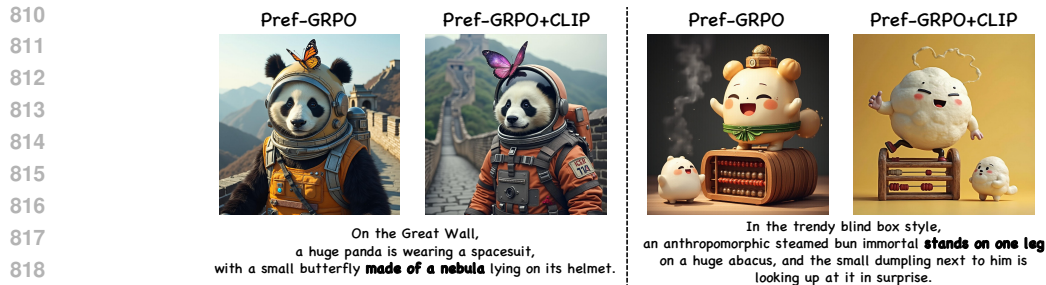 810
811
812
813
814
815
816
817
818
Pref-GRPO
Pref-GRPO+CLIP
On the Great Wall,
a huge panda is wearing a spacesuit,
with a small butterfly made of a nebula lying on its helmet.
Pref-GRPO
Pref-GRPO+CLIP
In the trendy blind box style,
an anthropomorphic steamed bun immortal stands on one leg
on a huge abacus, and the small dumpling next to him is
looking up at it in surprise.